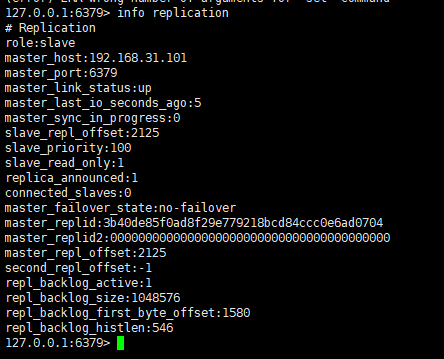 127.0.0.1:6379> info replication
# Replication
role:slave
master_host:192.168.31.101
master_port:6379
master_link_status:up
master_last_io_seconds_ago:5
master_sync_in_progress:0
slave_repl_offset:2125
slave_priority:100
slave_read_only:1
replica_announced:1
connected_slaves:0
master_failover_state:no-failover
master_replid:3b40de85f0ad8f29e779218bcd84ccc0e6ad0704
master_replid2:0000000000000000000000000000000000000000
master_repl_offset:2125
second_repl_offset:-1
repl_backlog_active:1
repl_backlog_size:1048576
repl_backlog_first_byte_offset:1580
repl_backlog_histlen:546
127.0.0.1:6379>